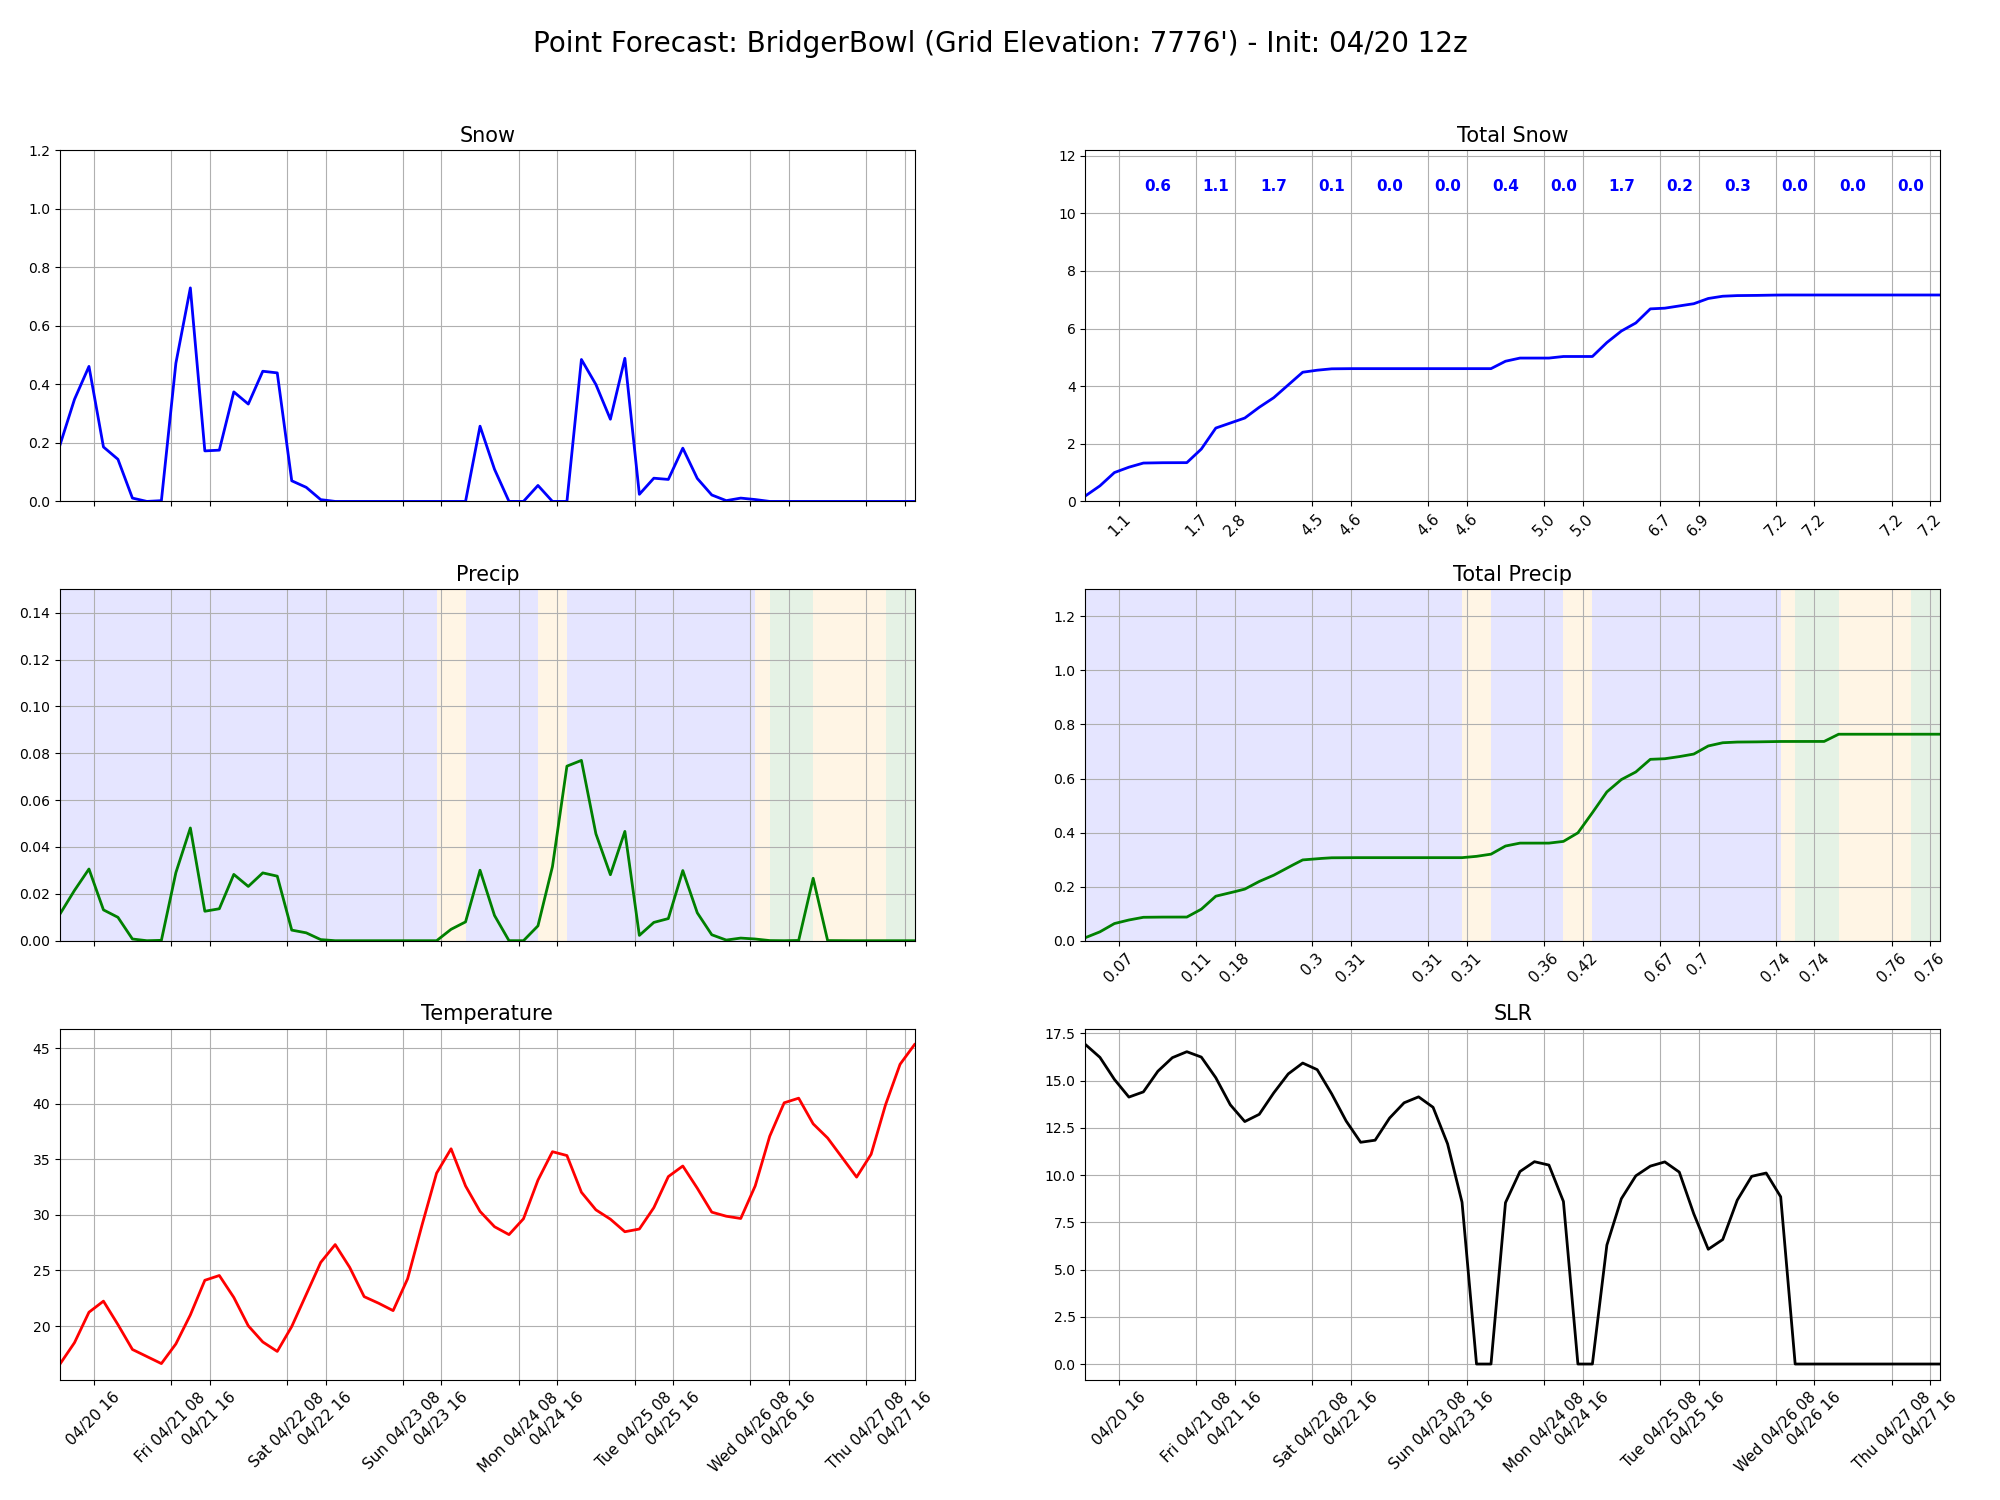 Point Forecast: BridgerBowl (Grid Elevation: 7776') - Init: 04/20 12z
Snow
1.2
1.0
0.8
0.6
0.4
0.2
0.0
Total Snow
12
10
8
6
4
2
0
0.6 1.1 1.7 0.1 0.0 0.0 0.4 0.0 1.7 0.2 0.3 0.0 0.0 0.0
1.1 1.7 2.8 4.5 4.6 4.6 4.6 5.0 5.0 6.7 6.9 7.2 7.2 7.2 7.2
Precip
0.14
0.12
0.10
0.08
0.06
0.04
0.02
0.00
Total Precip
1.2
1.0
0.8
0.6
0.4
0.2
0.0
0.07 0.11 0.18 0.3 0.31 0.31 0.31 0.36 0.42 0.67 0.7 0.74 0.74 0.76 0.76
Temperature
45
40
35
30
25
20
04/20 16
Fri 04/21 08
04/21 16
Sat 04/22 08
04/22 16
Sun 04/23 08
04/23 16
Mon 04/24 08
04/24 16
Tue 04/25 08
04/25 16
Wed 04/26 08
04/26 16
Thu 04/27 08
04/27 16
SLR
17.5
15.0
12.5
10.0
7.5
5.0
2.5
0.0
04/20 16
Fri 04/21 08
04/21 16
Sat 04/22 08
04/22 16
Sun 04/23 08
04/23 16
Mon 04/24 08
04/24 16
Tue 04/25 08
04/25 16
Wed 04/26 08
04/26 16
Thu 04/27 08
04/27 16